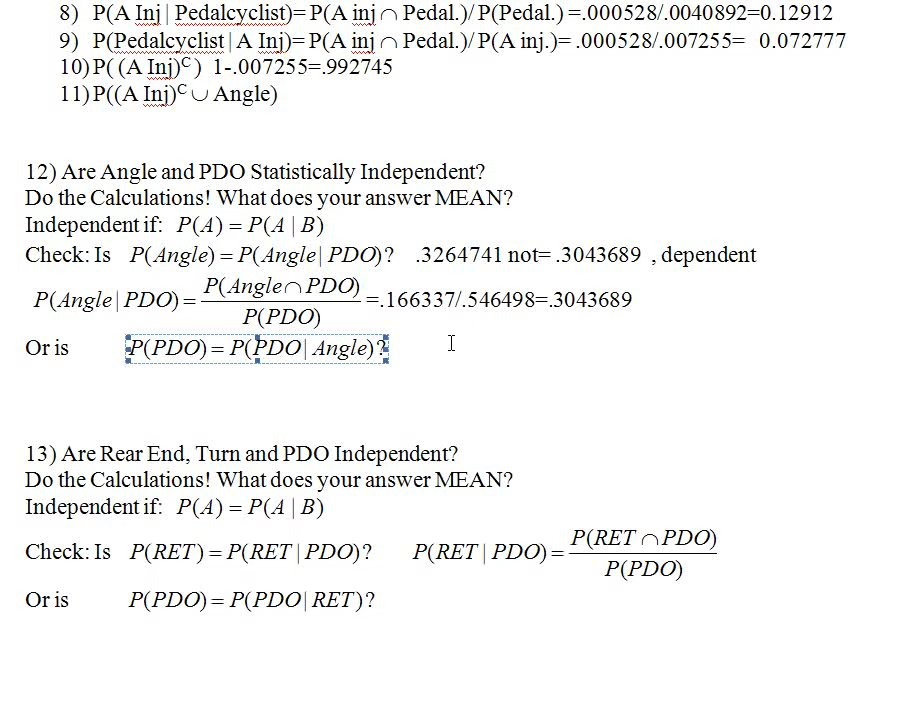 8) P(A Inj | Pedalcyclist)= P(A inj ∩ Pedal.)/ P(Pedal.) =.000528/.0040892=0.12912
9) P(Pedalcyclist | A Inj)= P(A inj ∩ Pedal.)/ P(A inj.)= .000528/.007255= 0.072777
10) P( (A Inj)ᶜ ) 1-.007255=.992745
11) P((A Inj)ᶜ ∪ Angle)
12) Are Angle and PDO Statistically Independent?
Do the Calculations! What does your answer MEAN?
Independent if: P(A) = P(A | B)
Check: Is P(Angle) = P(Angle | PDO)? .3264741 not= .3043689 , dependent
P(Angle | PDO) = P(Angle ∩ PDO) / P(PDO) =.166337/.546498=.3043689
Or is P(PDO) = P(PDO | Angle)?
13) Are Rear End, Turn and PDO Independent?
Do the Calculations! What does your answer MEAN?
Independent if: P(A) = P(A | B)
Check: Is P(RET) = P(RET | PDO)? P(RET | PDO) = P(RET ∩ PDO) / P(PDO)
Or is P(PDO) = P(PDO | RET)?